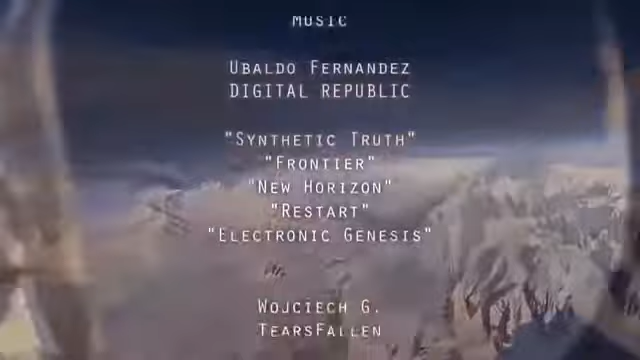 MUSIC
UBALDO FERNANDEZ
DIGITAL REPUBLIC
"SYNTHETIC TRUTH"
"FRONTIER"
"NEW HORIZON"
"RESTART"
"ELECTRONIC GENESIS"
WOJCIECH G.
TEARSFALLEN